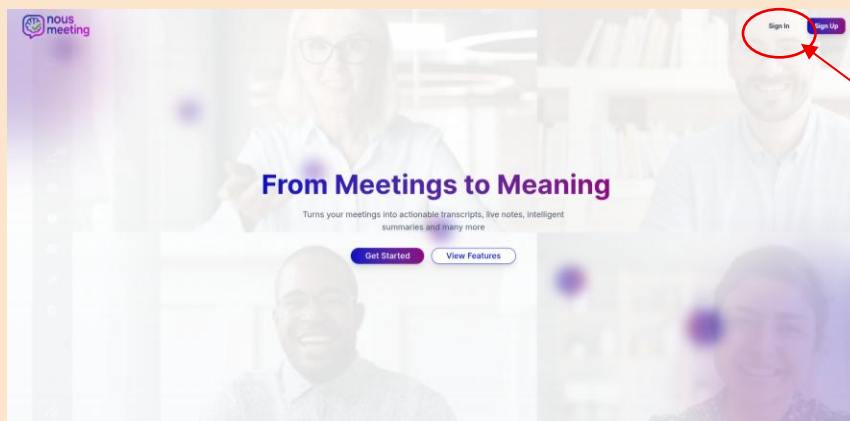 nous
meeting
Sign In
Sign Up
From Meetings to Meaning
Turns your meetings into actionable transcripts, live notes, intelligent
summaries and many more
Get Started
View Features